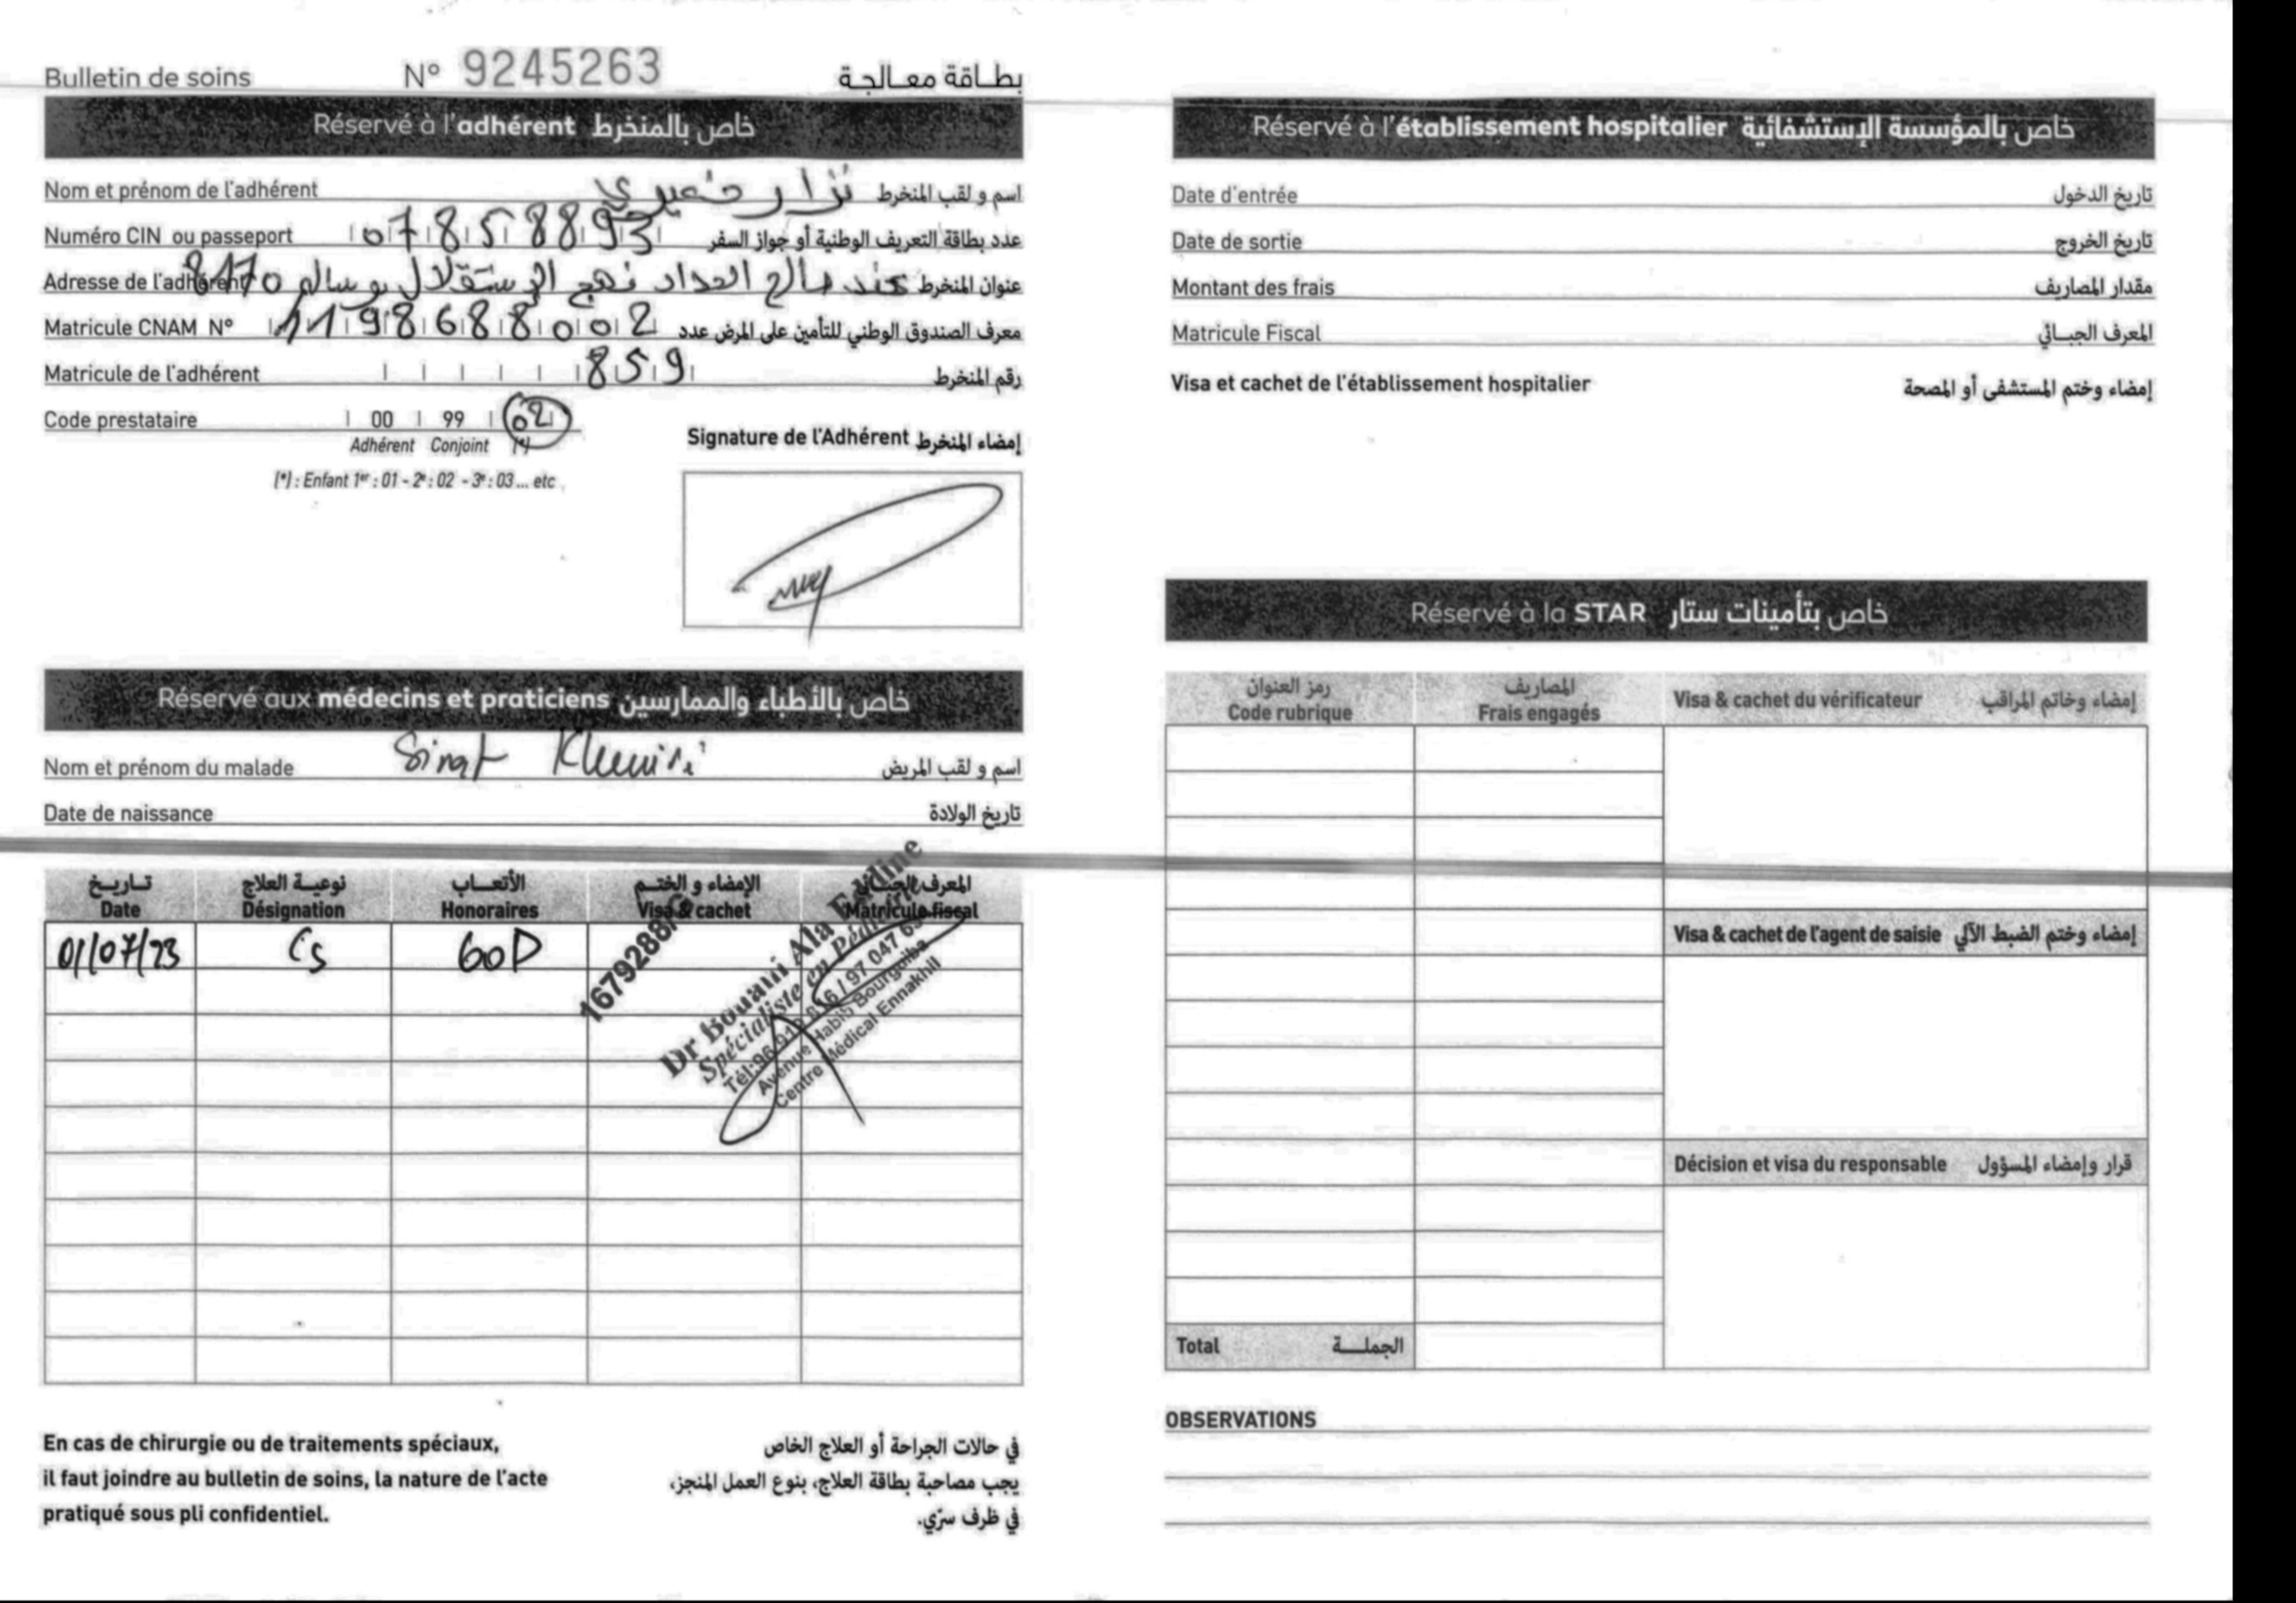 Bulletin de soins N° 9245263 بطاقة معالجة
Réservé à l'adhérent خاص بالمنخرط
Nom et prénom de l'adhérent نزار خميري اسم و لقب المنخرط
Numéro CIN ou passeport 07858893 عدد بطاقة التعريف الوطنية أو جواز السفر
Adresse de l'adhérent عند صالح الحداد نهج الإستقلال بوسالم 8170 عنوان المنخرط
Matricule CNAM N° 119868800 2 معرف الصندوق الوطني للتأمين على المرض عدد
Matricule de l'adhérent 859 رقم المنخرط
Code prestataire 00 99 02
Adhérent Conjoint (*)
(*) : Enfant 1er : 01 - 2e : 02 - 3e : 03 ... etc
Signature de l'Adhérent إمضاء المنخرط
Réservé aux médecins et praticiens خاص بالأطباء والممارسين
Nom et prénom du malade Khemiri اسم و لقب المريض
Date de naissance تاريخ الولادة
تاريخ نوعية العلاج الأتعاب الإمضاء و الختم المعرف الجبائي
Date Désignation Honoraires Visa & cachet Matricule fiscal
01/07/23 Cs 60D
1679288
Dr Bouani Ala Eddine
Spécialiste en Pédiatrie
Avenue Habib Bourguiba
Centre Médical Ennakhil
En cas de chirurgie ou de traitements spéciaux,
il faut joindre au bulletin de soins, la nature de l'acte
pratiqué sous pli confidentiel.
في حالات الجراحة أو العلاج الخاص
يجب مصاحبة بطاقة العلاج، بنوع العمل المنجز،
في ظرف سرّي.
Réservé à l'établissement hospitalier خاص بالمؤسسة الإستشفائية
Date d'entrée تاريخ الدخول
Date de sortie تاريخ الخروج
Montant des frais مقدار المصاريف
Matricule Fiscal المعرف الجبائي
Visa et cachet de l'établissement hospitalier إمضاء وختم المستشفى أو المصحة
Réservé à la STAR خاص بتأمينات ستار
رمز العنوان المصاريف
Code rubrique Frais engagés Visa & cachet du vérificateur إمضاء وخاتم المراقب
Visa & cachet de l'agent de saisie إمضاء وختم الضبط الآلي
Décision et visa du responsable قرار وإمضاء المسؤول
Total الجملة
OBSERVATIONS